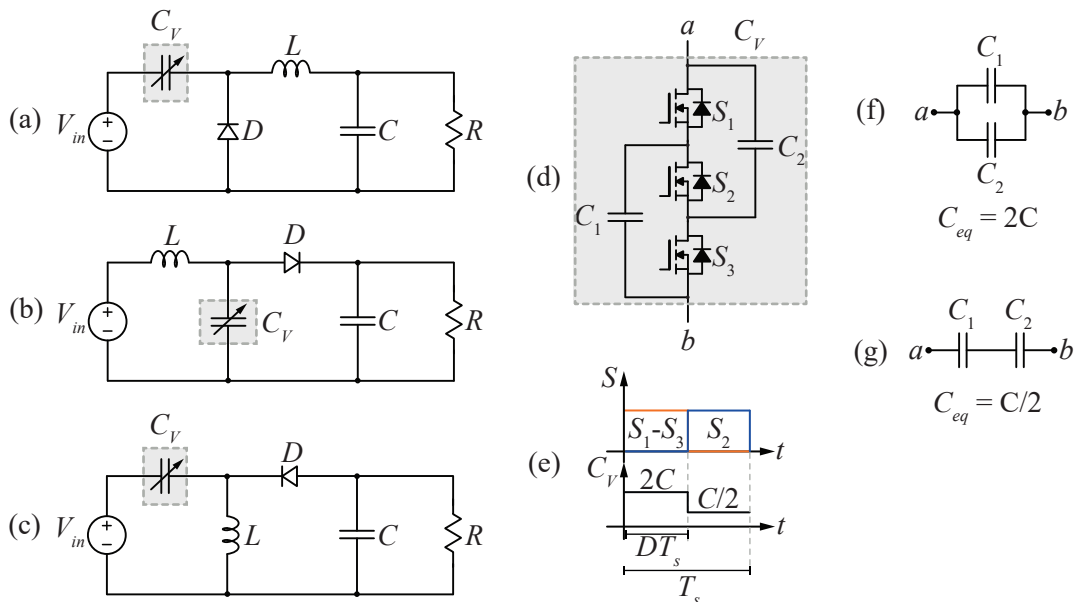 (a)
C_V
L
V_in
+
−
D
C
R
(b)
L
D
V_in
+
−
C_V
C
R
(c)
C_V
D
V_in
+
−
L
C
R
(d)
a
C_V
S_1
C_2
S_2
C_1
S_3
b
(e)
S
S_1-S_3
S_2
t
C_V
2C
C/2
t
DT_s
T_s
(f)
C_1
a
b
C_2
C_eq = 2C
(g)
C_1
C_2
a
b
C_eq = C/2